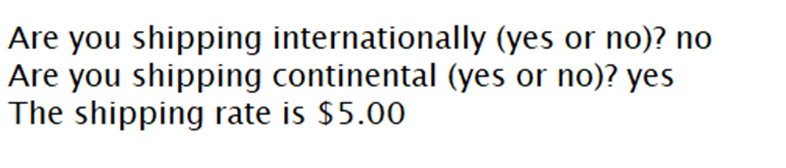 Are you shipping internationally (yes or no)? no
Are you shipping continental (yes or no)? yes
The shipping rate is $5.00